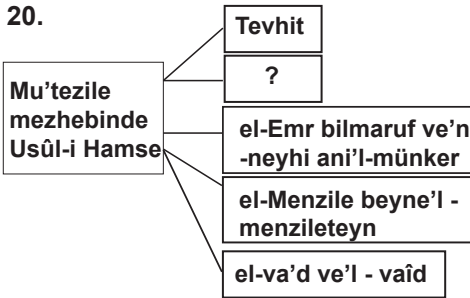 20.
Tevhit
?
Mu’tezile
mezhebinde
Usûl-i Hamse
el-Emr bilmaruf ve’n
-neyhi ani’l-münker
el-Menzile beyne’l -
menzileteyn
el-va’d ve’l - vaîd